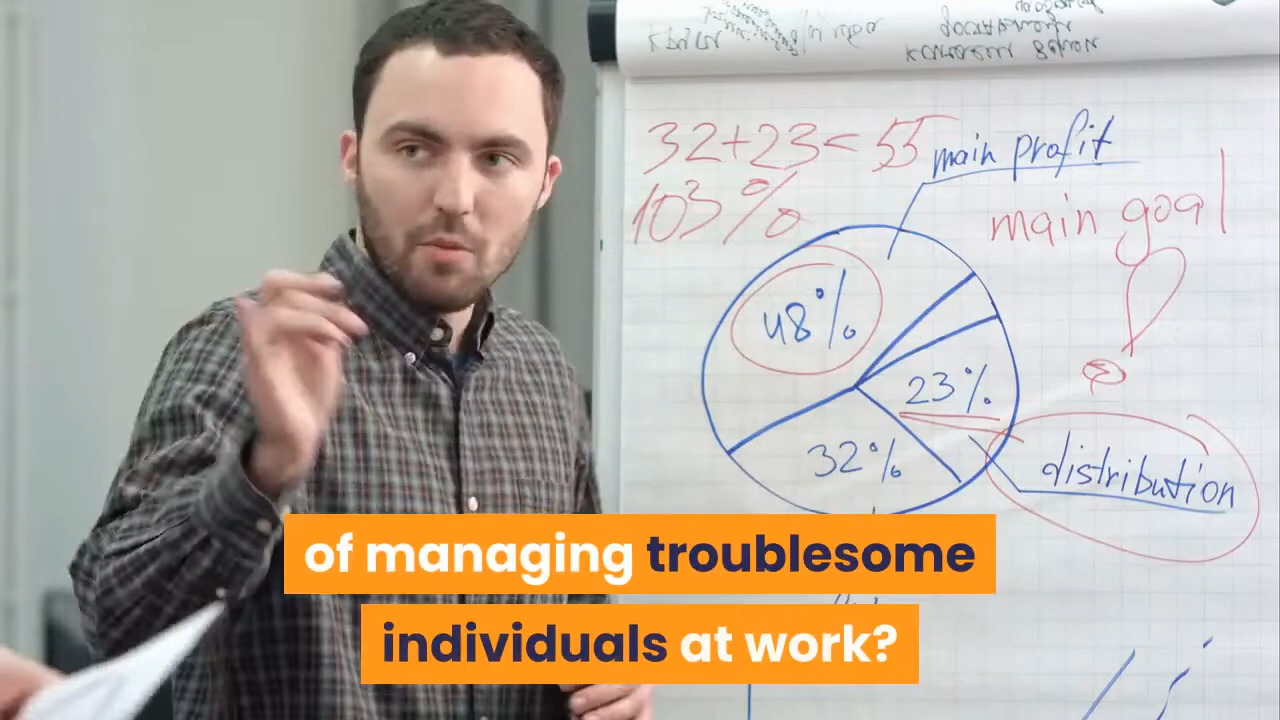 32+23=55
main profit
103%
main goal
48%
23%
32%
distribution
of managing troublesome
individuals at work?